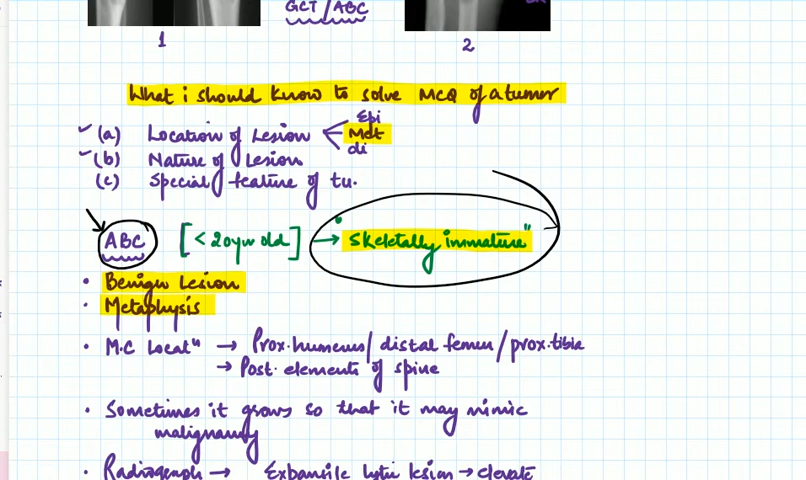 GCT/ABC
1
2
What i should know to solve MCQ of a tumor
(a) Location of Lesion Epi
Met
di
(b) Nature of Lesion
(c) Special feature of tu.
ABC [<20yr old] → "Skeletally immature"
• Benign Lesion
• Metaphysis
• M.C Locatⁿ → Prox.humerus/distal femur/prox.tibia
→ Post. elements of spine
• Sometimes it grows so that it may mimic
malignancy
• Radiograph → Expansile lytic lesion → elevate